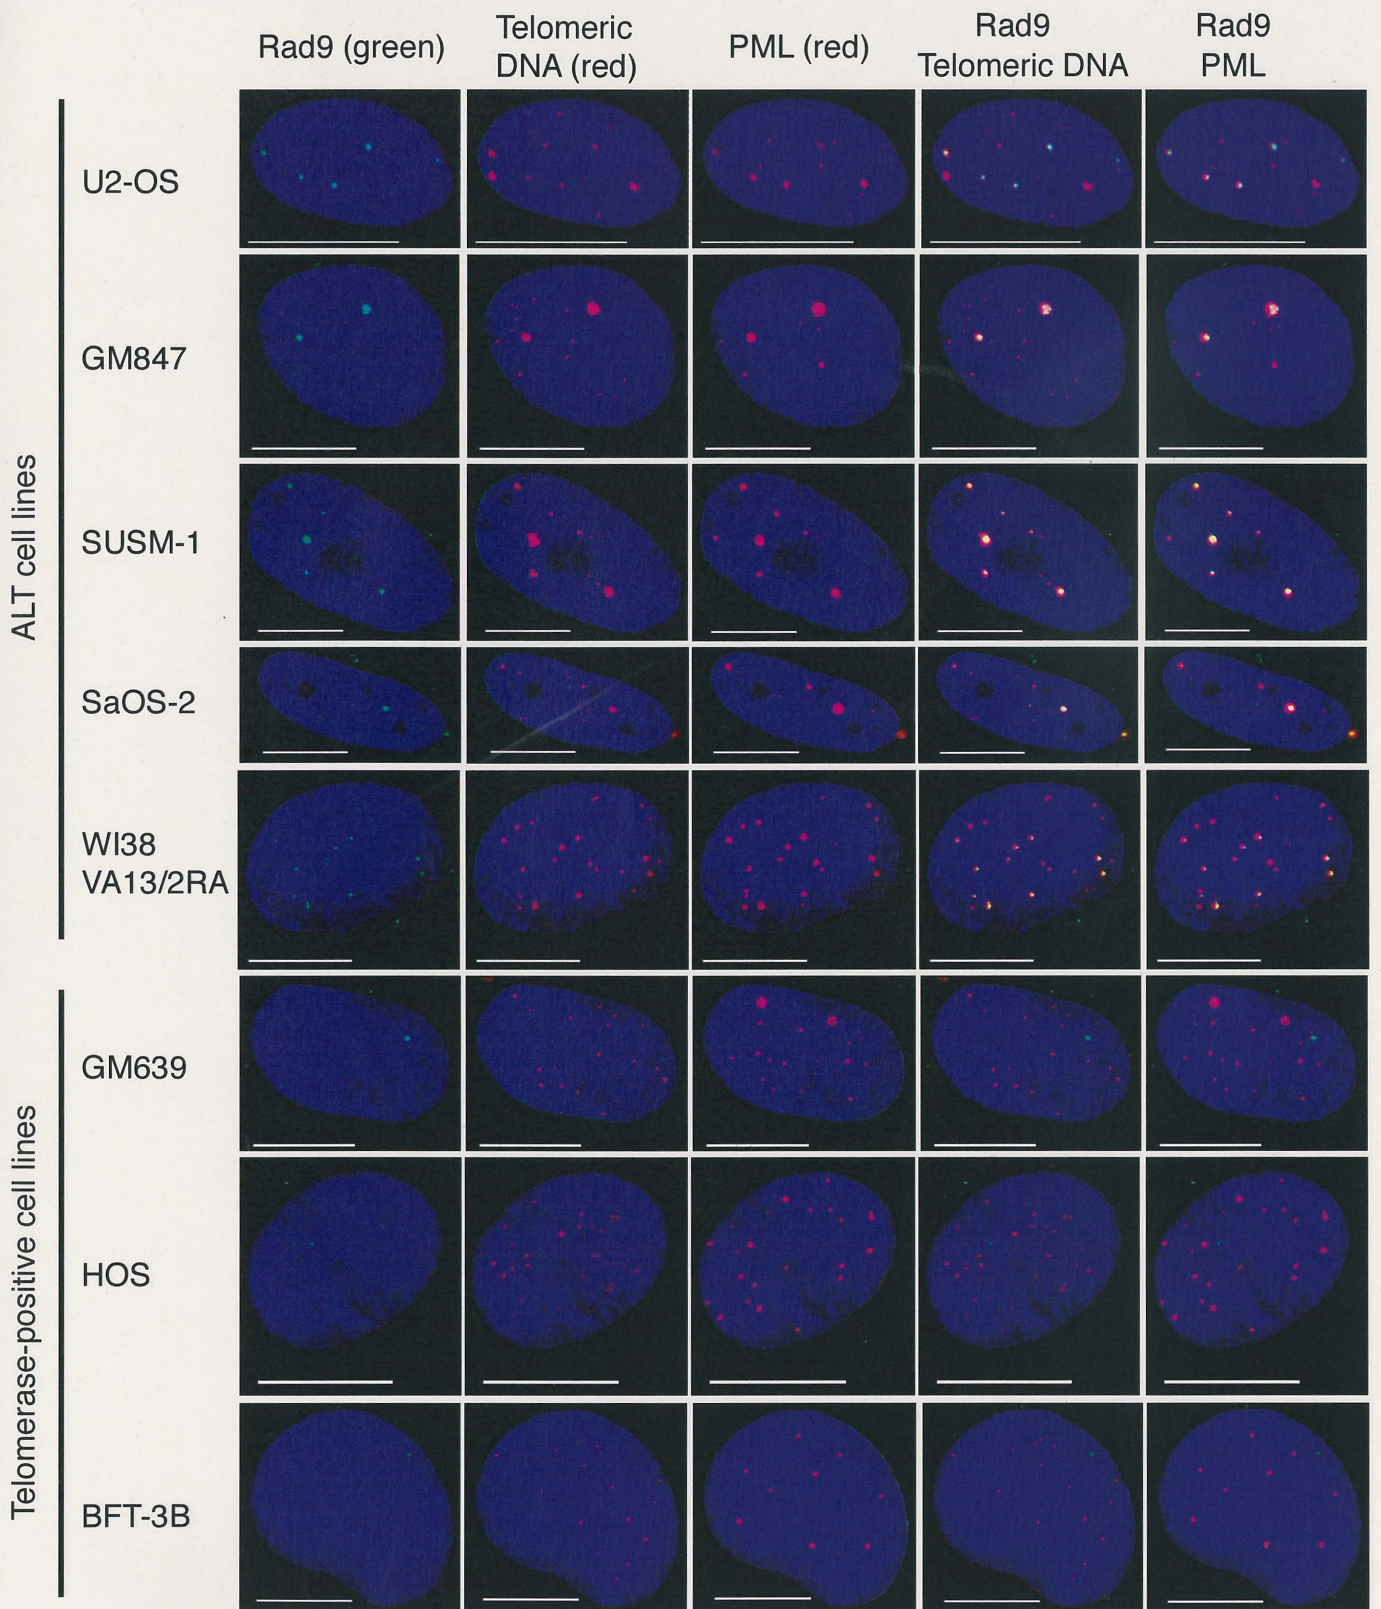 Rad9 (green)
Telomeric
DNA (red)
PML (red)
Rad9
Telomeric DNA
Rad9
PML
ALT cell lines
U2-OS
GM847
SUSM-1
SaOS-2
WI38
VA13/2RA
Telomerase-positive cell lines
GM639
HOS
BFT-3B